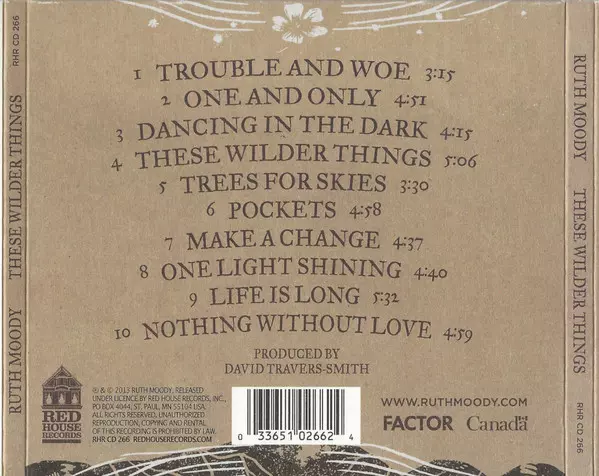 RHR CD 266
THESE WILDER THINGS
RUTH MOODY
1 TROUBLE AND WOE 3:15
2 ONE AND ONLY 4:51
3 DANCING IN THE DARK 4:15
4 THESE WILDER THINGS 5:06
5 TREES FOR SKIES 3:30
6 POCKETS 4:58
7 MAKE A CHANGE 4:37
8 ONE LIGHT SHINING 4:40
9 LIFE IS LONG 5:32
10 NOTHING WITHOUT LOVE 4:59
PRODUCED BY
DAVID TRAVERS-SMITH
RED
HOUSE
RECORDS
℗ & © 2013 RUTH MOODY, RELEASED
UNDER LICENCE BY RED HOUSE RECORDS, INC.,
PO BOX 4044, ST. PAUL, MN 55104 USA.
ALL RIGHTS RESERVED, UNAUTHORIZED
REPRODUCTION, COPYING AND RENTAL
OF THIS RECORDING IS PROHIBITED BY LAW.
RHR CD 266 REDHOUSERECORDS.COM
0 33651 02662 4
WWW.RUTHMOODY.COM
FACTOR Canada
RUTH MOODY
THESE WILDER THINGS
RHR CD 266